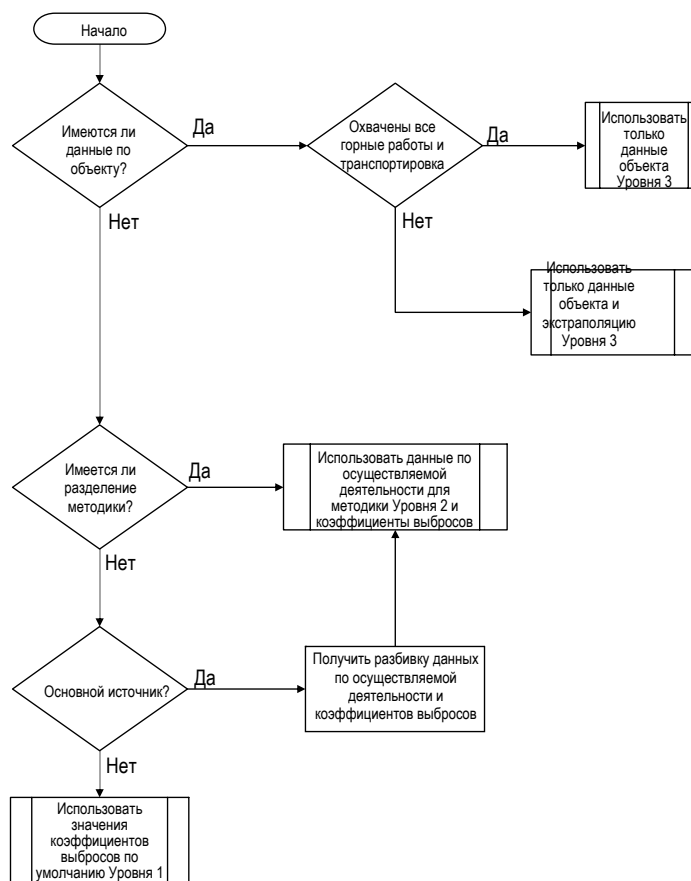 Начало
Имеются ли
данные по
объекту?
Да
Охвачены все
горные работы и
транспортировка
Да
Использовать
только
данные
объекта
Уровня 3
Нет
Нет
Использовать
только данные
объекта и
экстраполяцию
Уровня 3
Имеется ли
разделение
методики?
Да
Использовать данные по
осуществляемой
деятельности для
методики Уровня 2 и
коэффициенты выбросов
Нет
Основной источник?
Да
Получить разбивку данных
по осуществляемой
деятельности и
коэффициентов выбросов
Нет
Использовать
значения
коэффициентов
выбросов по
умолчанию Уровня 1